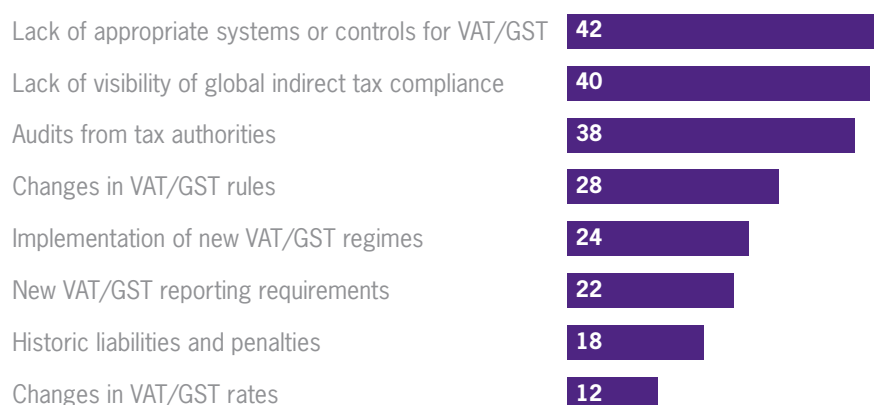 Lack of appropriate systems or controls for VAT/GST 42
Lack of visibility of global indirect tax compliance 40
Audits from tax authorities 38
Changes in VAT/GST rules 28
Implementation of new VAT/GST regimes 24
New VAT/GST reporting requirements 22
Historic liabilities and penalties 18
Changes in VAT/GST rates 12